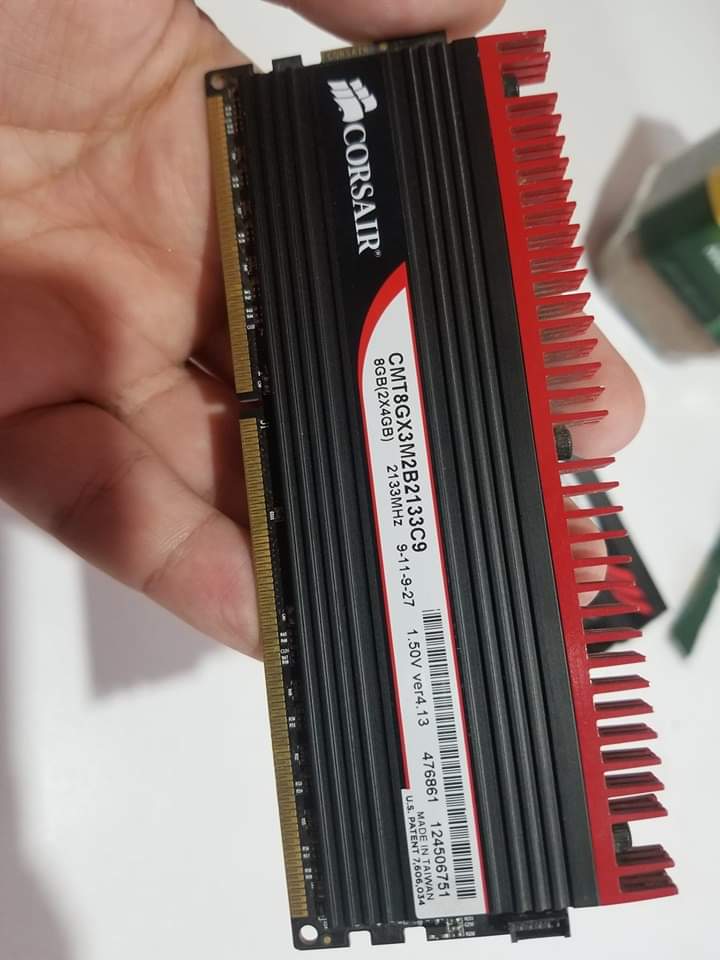 CORSAIR
CMT8GX3M2B2133C9
8GB(2X4GB) 2133MHz 9-11-9-27 1.50V ver4.13
476861 124506751
MADE IN TAIWAN
U.S. PATENT 7,606,034